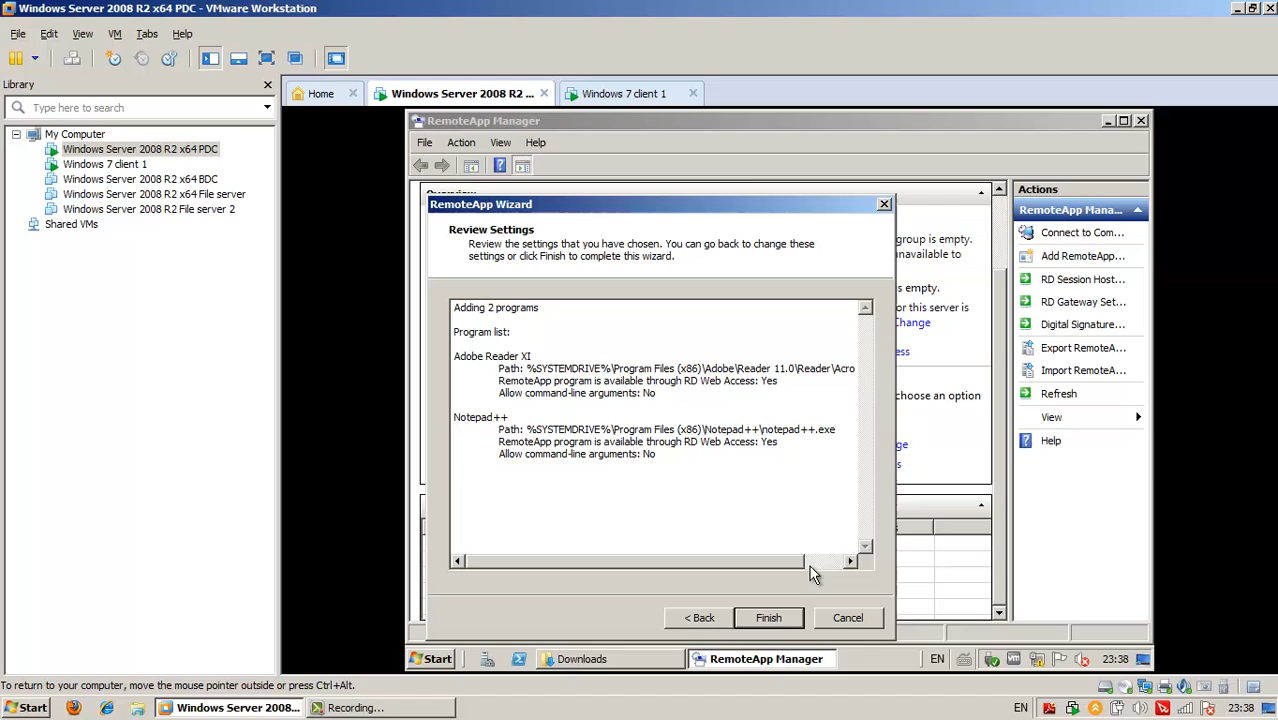 Windows Server 2008 R2 x64 PDC - VMware Workstation
File Edit View VM Tabs Help
Library
Type here to search
My Computer
Windows Server 2008 R2 x64 PDC
Windows 7 client 1
Windows Server 2008 R2 x64 BDC
Windows Server 2008 R2 x64 File server
Windows Server 2008 R2 File server 2
Shared VMs
Home
Windows Server 2008 R2 ...
Windows 7 client 1
RemoteApp Manager
File Action View Help
RemoteApp Wizard
Review Settings
Review the settings that you have chosen. You can go back to change these
settings or click Finish to complete this wizard.
Adding 2 programs
Program list:
Adobe Reader XI
Path: %SYSTEMDRIVE%\Program Files (x86)\Adobe\Reader 11.0\Reader\Acro
RemoteApp program is available through RD Web Access: Yes
Allow command-line arguments: No
Notepad++
Path: %SYSTEMDRIVE%\Program Files (x86)\Notepad++\notepad++.exe
RemoteApp program is available through RD Web Access: Yes
Allow command-line arguments: No
< Back
Finish
Cancel
group is empty.
unavailable to
s empty.
or this server is
Change
ess
choose an option
ge
s
s
Actions
RemoteApp Mana...
Connect to Com...
Add RemoteApp...
RD Session Host...
RD Gateway Set...
Digital Signature...
Export RemoteA...
Import RemoteA...
Refresh
View
Help
Start
Downloads
RemoteApp Manager
EN
23:38
To return to your computer, move the mouse pointer outside or press Ctrl+Alt.
Start
Windows Server 2008...
Recording...
EN
23:38